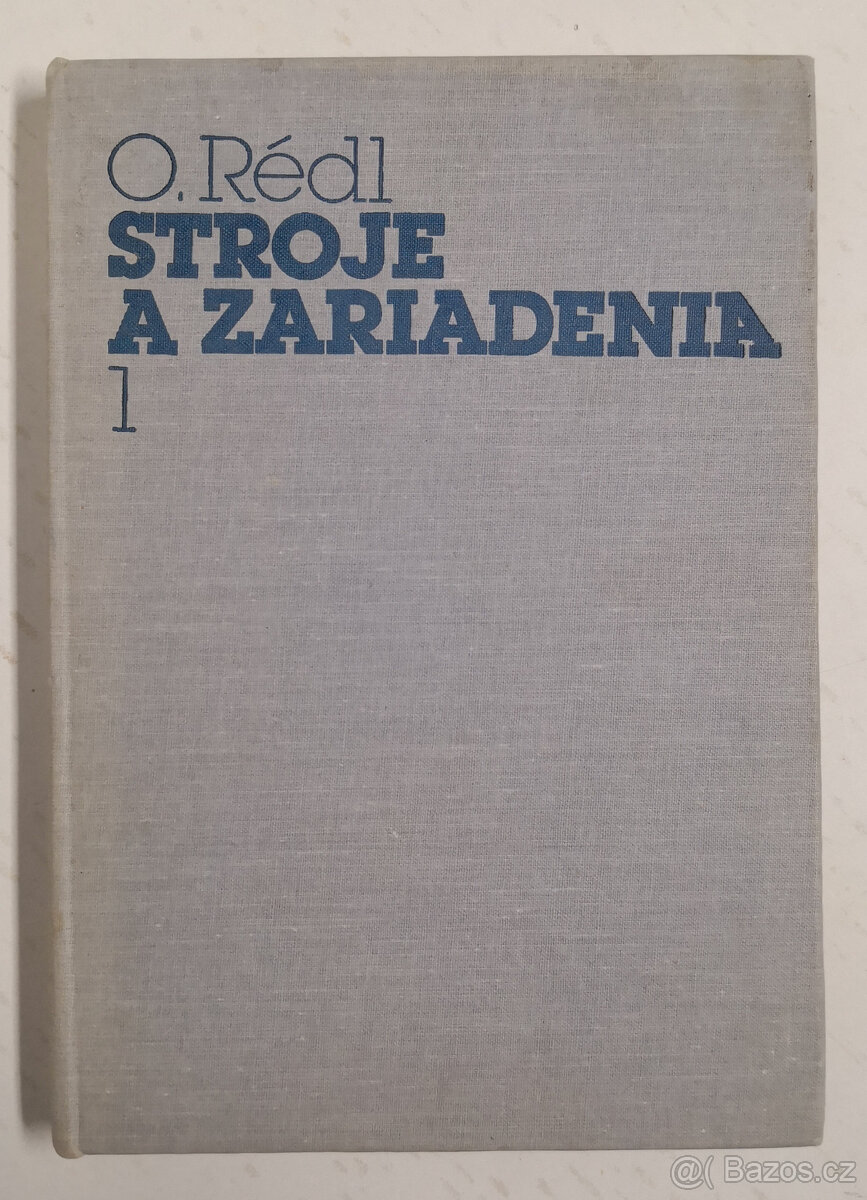 O. Rédl
STROJE
A ZARIADENIA
1
@( Bazos.cz